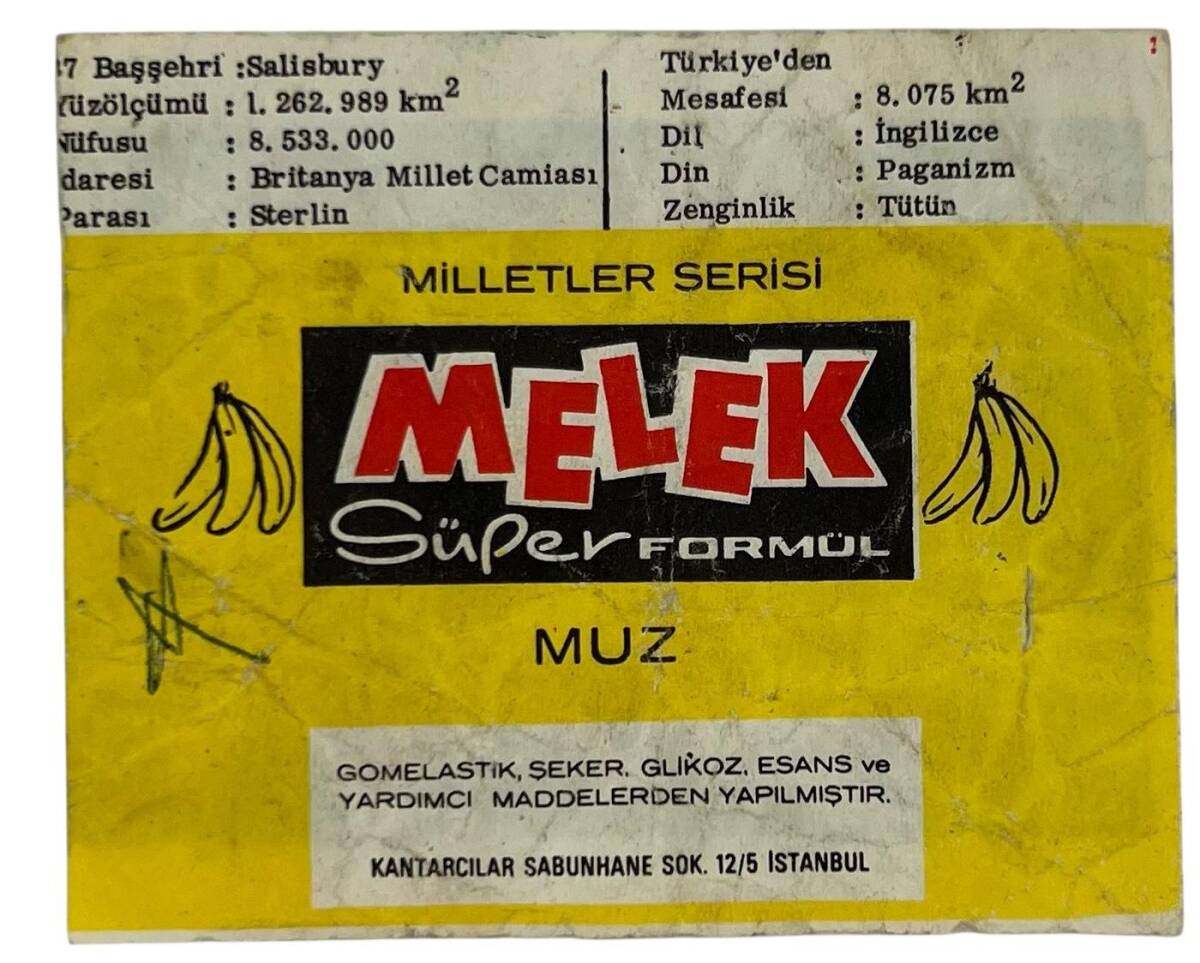 37 Başşehri : Salisbury
Yüzölçümü : 1. 262. 989 km²
Nüfusu : 8. 533. 000
İdaresi : Britanya Millet Camiası
Parası : Sterlin
Türkiye'den
Mesafesi : 8. 075 km²
Dil : İngilizce
Din : Paganizm
Zenginlik : Tütün
MİLLETLER SERİSİ
MELEK
Süper FORMÜL
MUZ
GOMELASTİK, ŞEKER, GLİKOZ, ESANS ve
YARDIMCI MADDELERDEN YAPILMIŞTIR.
KANTARCILAR SABUNHANE SOK. 12/5 İSTANBUL